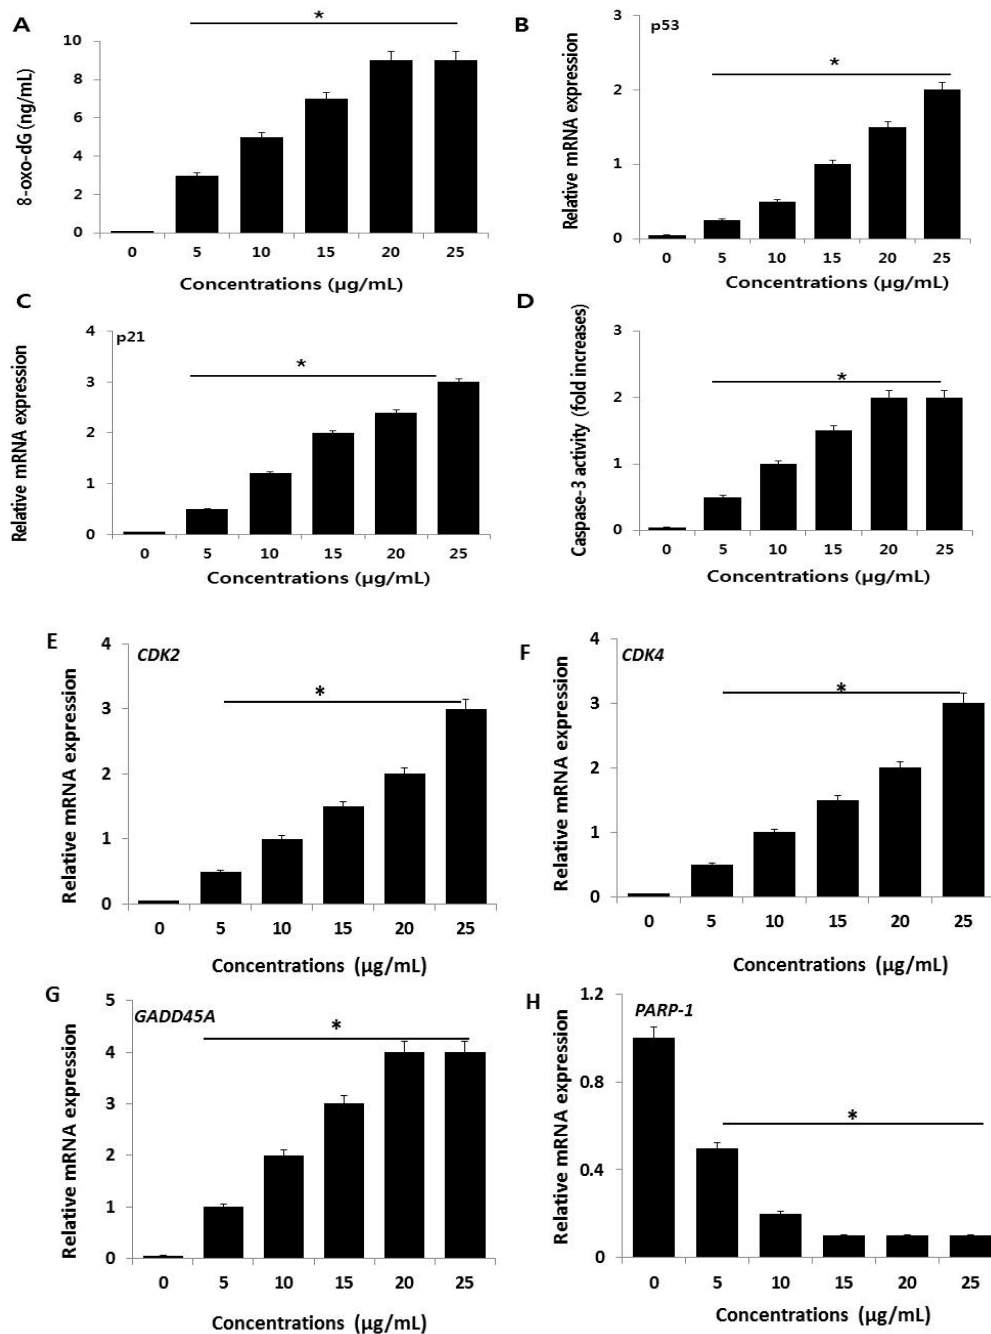 A
*
8-oxo-dG (ng/mL)
10
8
6
4
2
0
0 5 10 15 20 25
Concentrations (µg/mL)
B
p53
*
Relative mRNA expression
3
2
1
0
0 5 10 15 20 25
Concentrations (µg/mL)
C
p21
*
Relative mRNA expression
4
3
2
1
0
0 5 10 15 20 25
Concentrations (µg/mL)
D
*
Caspase-3 activity (fold increases)
3
2
1
0
0 5 10 15 20 25
Concentrations (µg/mL)
E
CDK2
*
Relative mRNA expression
4
3
2
1
0
0 5 10 15 20 25
Concentrations (µg/mL)
F
CDK4
*
Relative mRNA expression
4
3
2
1
0
0 5 10 15 20 25
Concentrations (µg/mL)
G
GADD45A
*
Relative mRNA expression
5
4
3
2
1
0
0 5 10 15 20 25
Concentrations (µg/mL)
H
PARP-1
*
Relative mRNA expression
1.2
0.8
0.4
0
0 5 10 15 20 25
Concentrations (µg/mL)